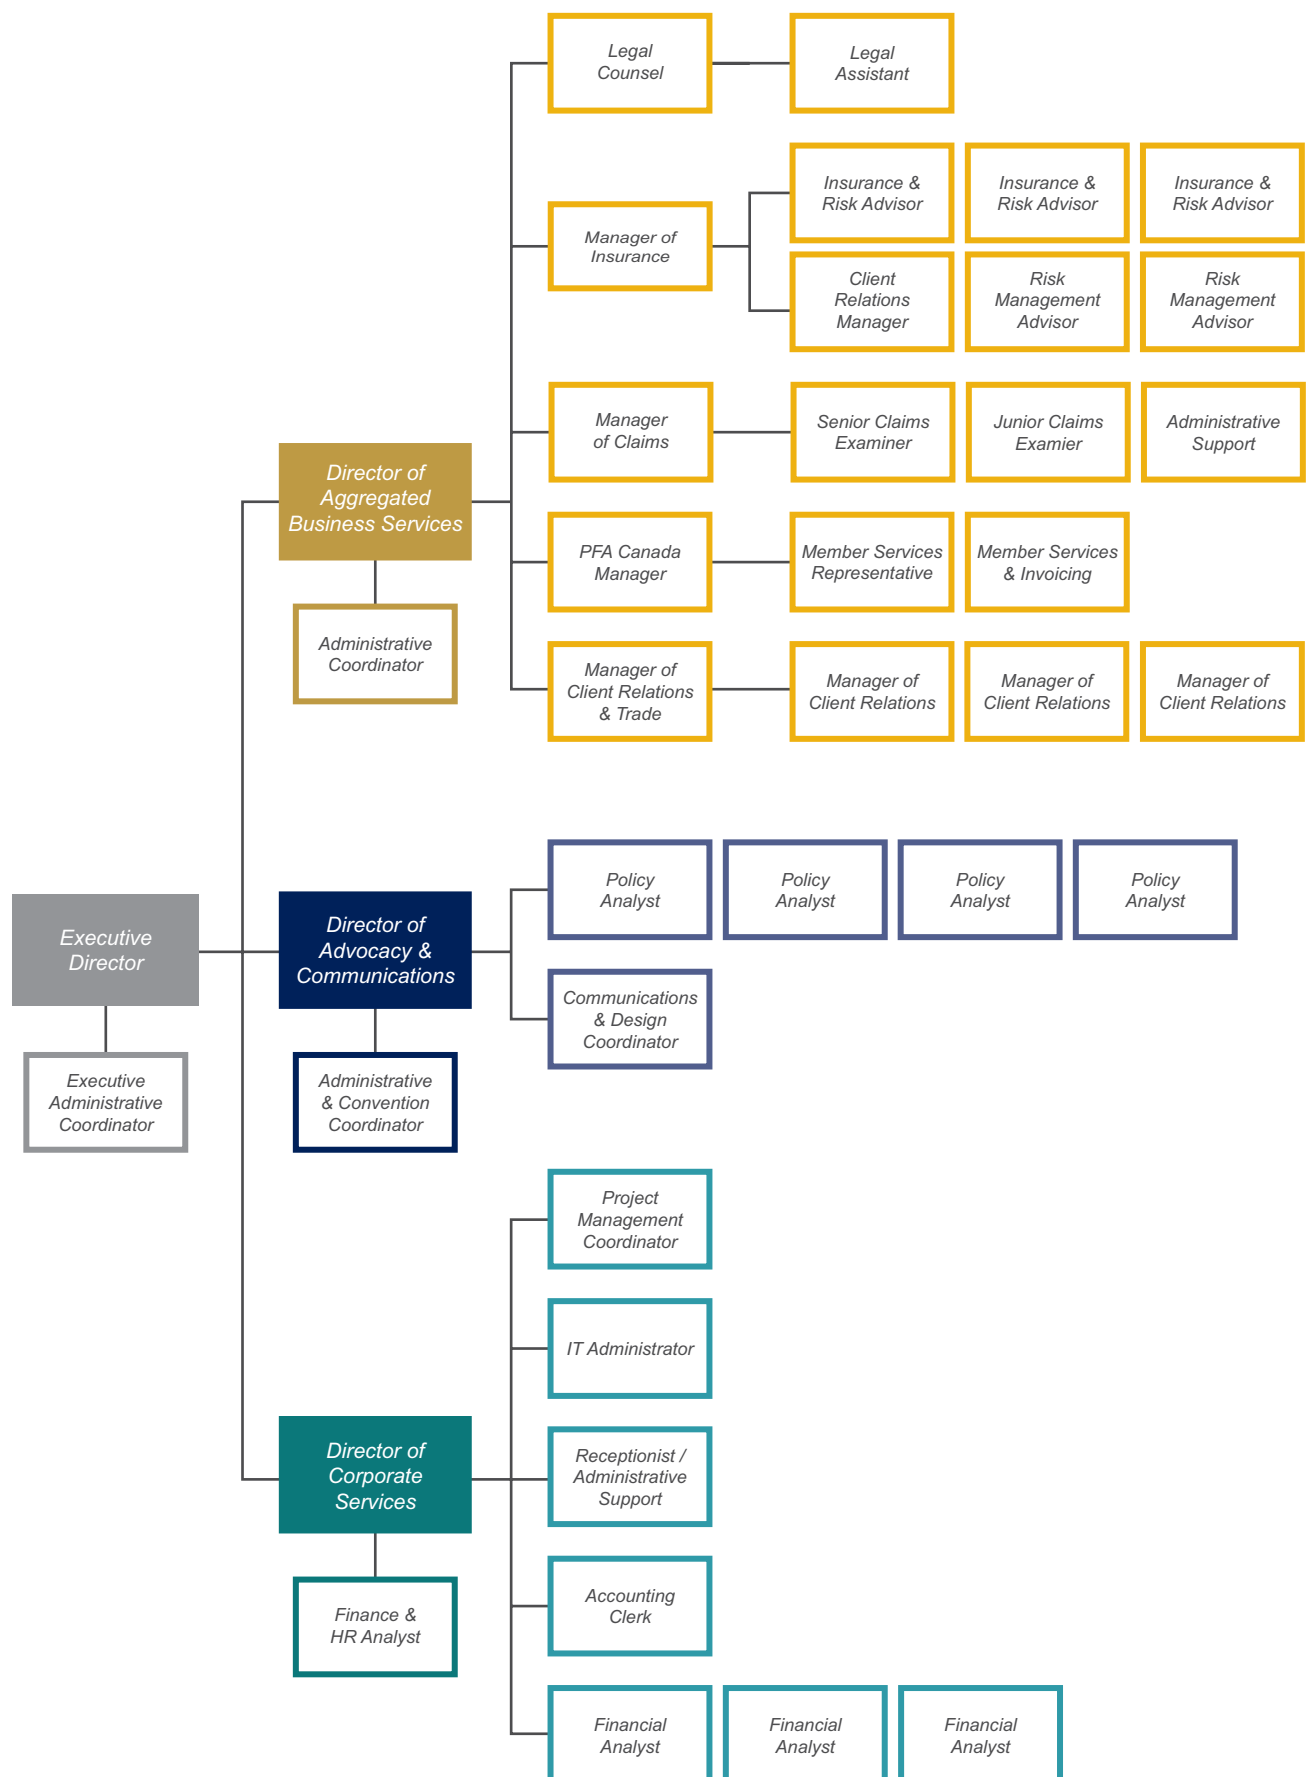 Legal
Counsel
Legal
Assistant
Insurance &
Risk Advisor
Insurance &
Risk Advisor
Insurance &
Risk Advisor
Manager of
Insurance
Client
Relations
Manager
Risk
Management
Advisor
Risk
Management
Advisor
Manager
of Claims
Senior Claims
Examiner
Junior Claims
Examier
Administrative
Support
Director of
Aggregated
Business Services
PFA Canada
Manager
Member Services
Representative
Member Services
& Invoicing
Administrative
Coordinator
Manager of
Client Relations
& Trade
Manager of
Client Relations
Manager of
Client Relations
Manager of
Client Relations
Policy
Analyst
Policy
Analyst
Policy
Analyst
Policy
Analyst
Executive
Director
Director of
Advocacy &
Communications
Communications
& Design
Coordinator
Executive
Administrative
Coordinator
Administrative
& Convention
Coordinator
Project
Management
Coordinator
IT Administrator
Director of
Corporate
Services
Receptionist /
Administrative
Support
Finance &
HR Analyst
Accounting
Clerk
Financial
Analyst
Financial
Analyst
Financial
Analyst